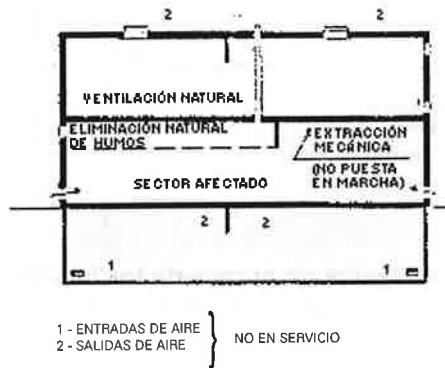 2 2
VENTILACIÓN NATURAL
ELIMINACIÓN NATURAL
DE HUMOS
EXTRACCIÓN
MECÁNICA
(NO PUESTA
EN MARCHA)
SECTOR AFECTADO
2 2
1 1
1 - ENTRADAS DE AIRE
2 - SALIDAS DE AIRE
NO EN SERVICIO